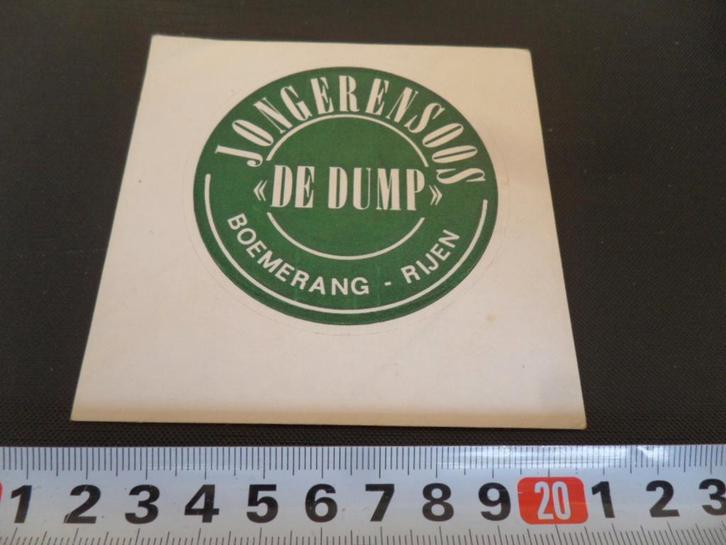 JONGERENSOOS
«DE DUMP»
BOEMERANG - RIJEN
1 2 3 4 5 6 7 8 9 20 1 2 3